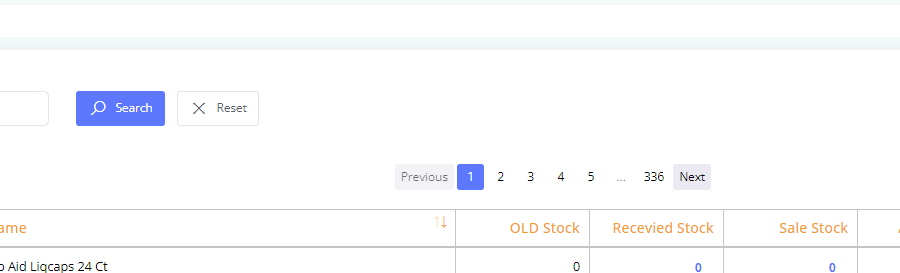 Search Reset
Previous 1 2 3 4 5 ... 336 Next
ame OLD Stock Recevied Stock Sale Stock
o Aid Liqcaps 24 Ct 0 0 0